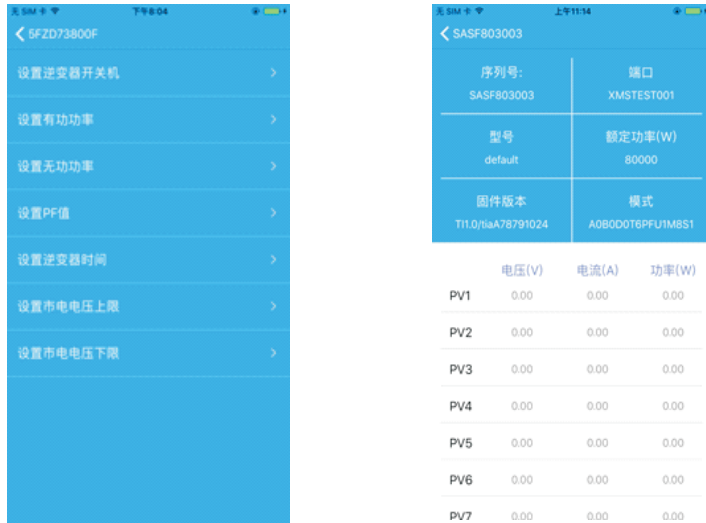 无 SIM 卡 下午8:04
5FZD73800F
设置逆变器开关机
设置有功功率
设置无功功率
设置PF值
设置逆变器时间
设置市电电压上限
设置市电电压下限
无 SIM 卡 上午11:14
SASF803003
序列号: 端口
SASF803003 XMSTEST001
型号 额定功率(W)
default 80000
固件版本 模式
TI1.0/tiaA78791024 A0B0D0T6PFU1M8S1
电压(V) 电流(A) 功率(W)
PV1 0.00 0.00 0.00
PV2 0.00 0.00 0.00
PV3 0.00 0.00 0.00
PV4 0.00 0.00 0.00
PV5 0.00 0.00 0.00
PV6 0.00 0.00 0.00
PV7 0.00 0.00 0.00